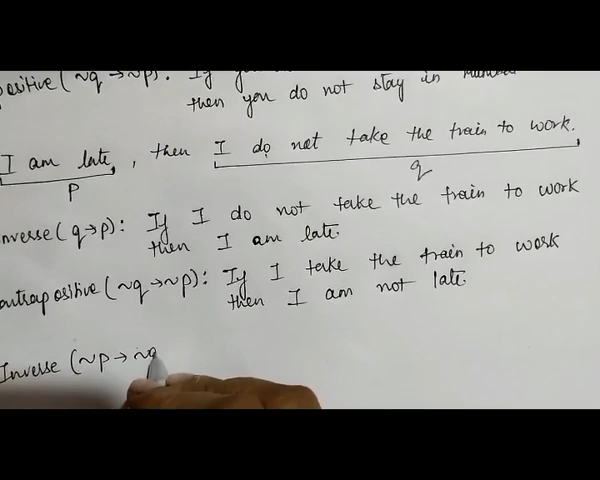 ositive (~q → ~p): If you
then you do not stay in
I am late, then I do not take the train to work.
p q
nverse (q → p): If I do not take the train to work
then I am late.
ontrapositive (~q → ~p): If I take the train to work
then I am not late.
Inverse (~p → ~q